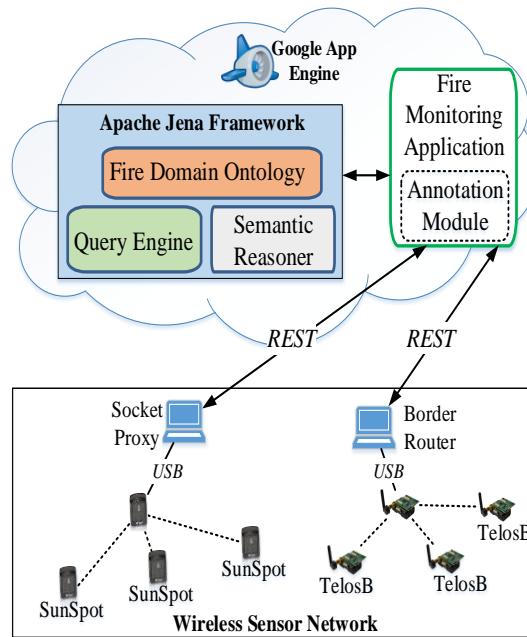 Google App
Engine
Apache Jena Framework
Fire Domain Ontology
Query Engine
Semantic
Reasoner
Fire
Monitoring
Application
Annotation
Module
REST
REST
Socket
Proxy
Border
Router
USB
USB
SunSpot
SunSpot
SunSpot
TelosB
TelosB
TelosB
Wireless Sensor Network